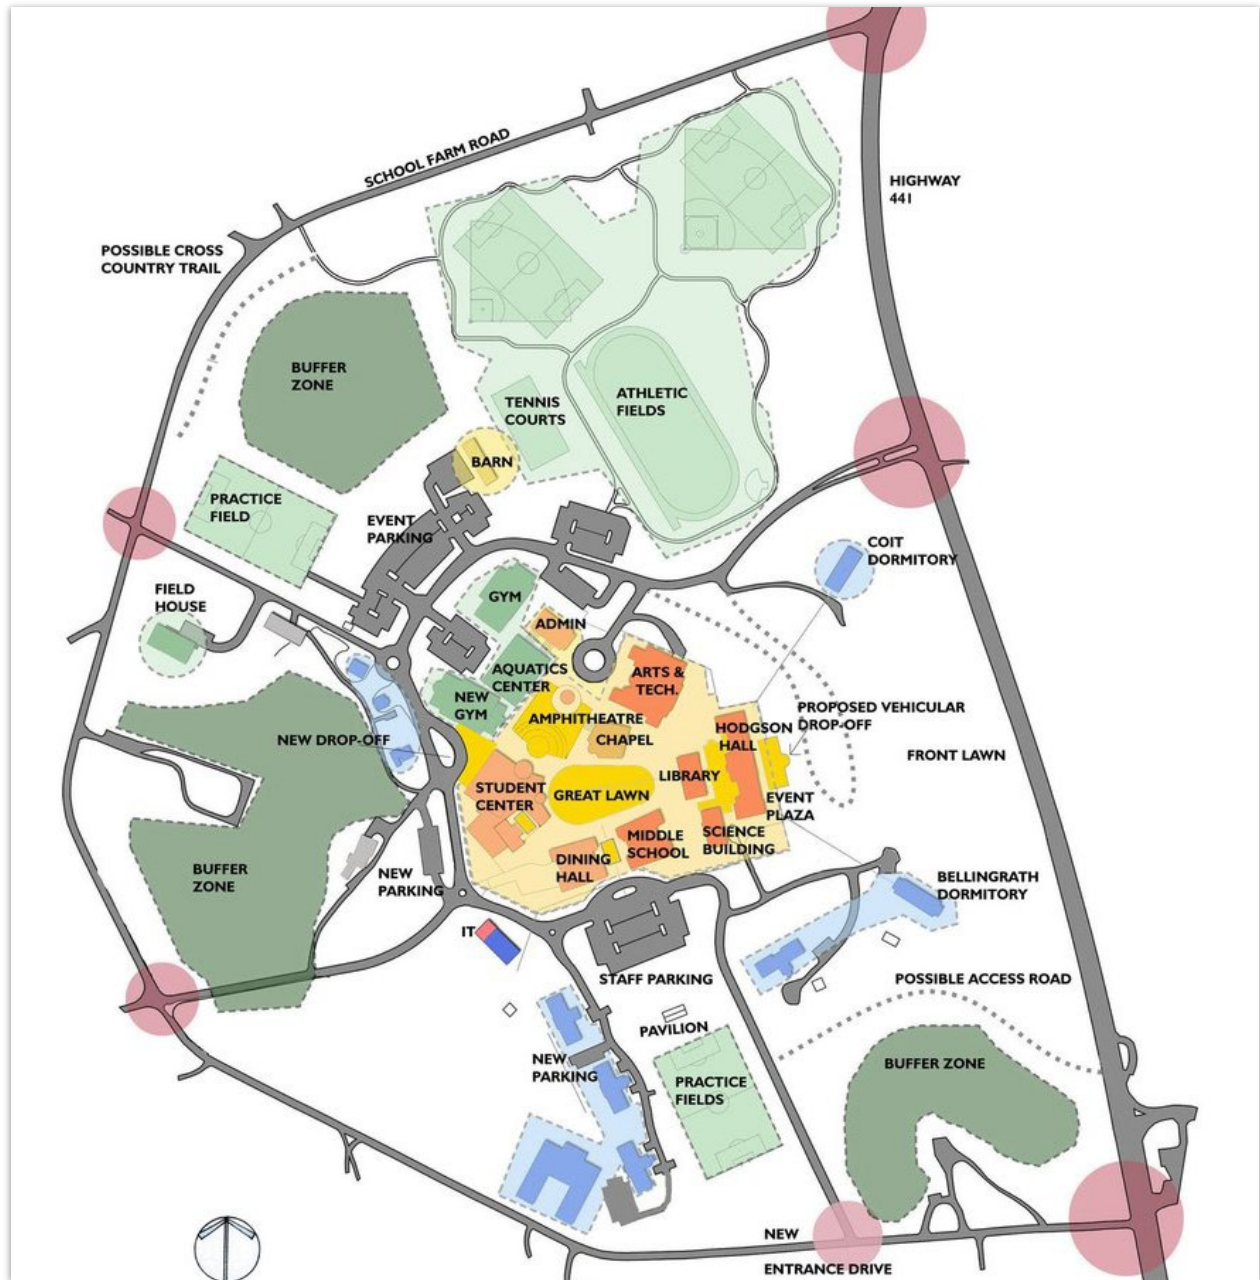 SCHOOL FARM ROAD
HIGHWAY
441
POSSIBLE CROSS
COUNTRY TRAIL
BUFFER
ZONE
TENNIS
COURTS
ATHLETIC
FIELDS
BARN
PRACTICE
FIELD
EVENT
PARKING
COIT
DORMITORY
FIELD
HOUSE
GYM
ADMIN
AQUATICS
CENTER
ARTS &
TECH.
NEW
GYM
AMPHITHEATRE
CHAPEL
PROPOSED VEHICULAR
DROP-OFF
HODGSON
HALL
NEW DROP-OFF
FRONT LAWN
LIBRARY
STUDENT
CENTER
GREAT LAWN
EVENT
PLAZA
MIDDLE
SCHOOL
SCIENCE
BUILDING
DINING
HALL
BUFFER
ZONE
NEW
PARKING
BELLINGRATH
DORMITORY
IT
STAFF PARKING
POSSIBLE ACCESS ROAD
PAVILION
NEW
PARKING
BUFFER ZONE
PRACTICE
FIELDS
NEW
ENTRANCE DRIVE